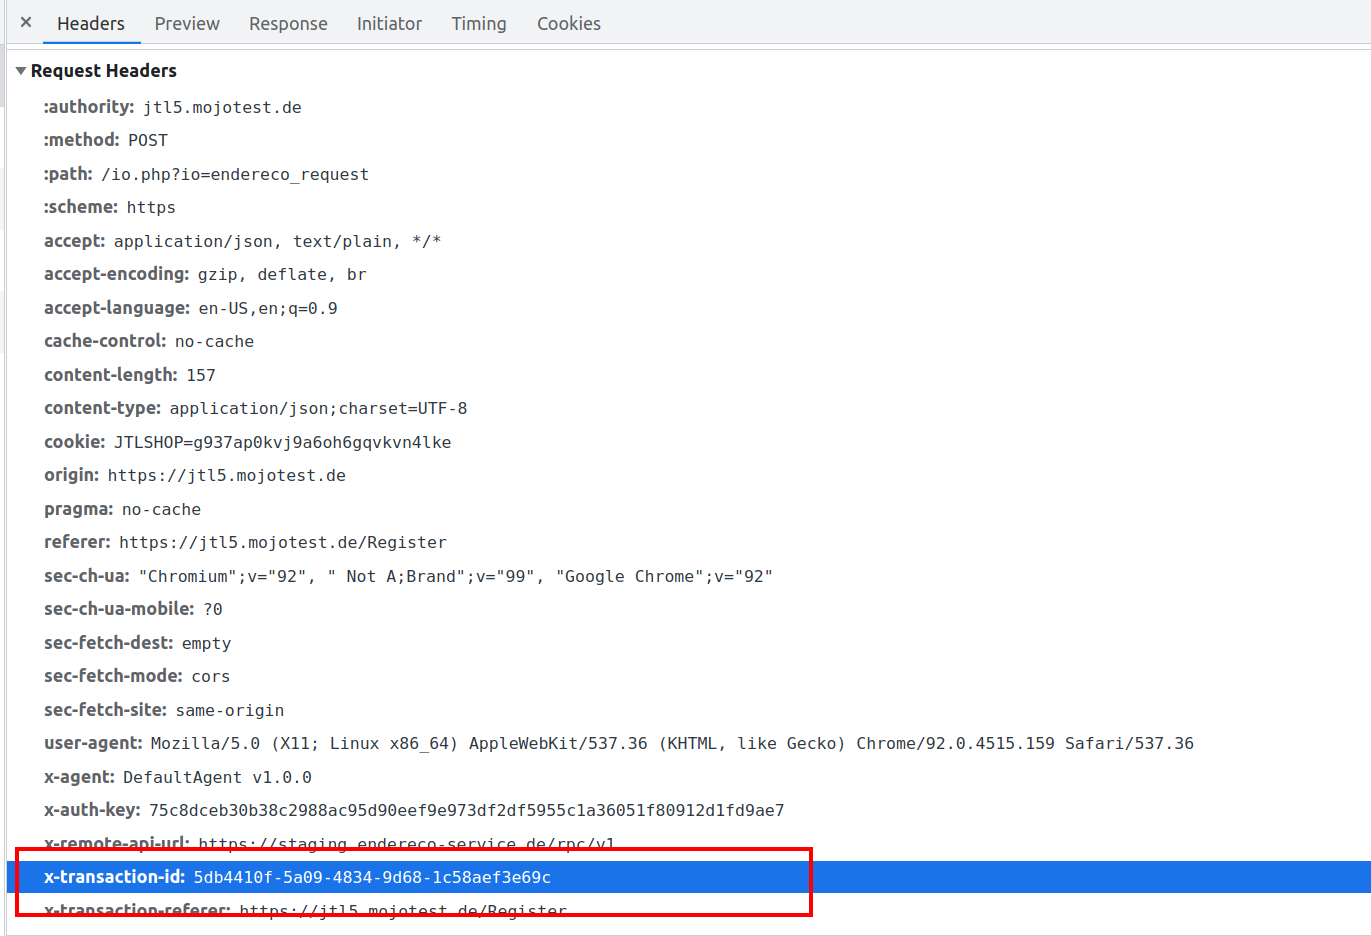 × Headers Preview Response Initiator Timing Cookies
Request Headers
:authority: jtl5.mojotest.de
:method: POST
:path: /io.php?io=endereco_request
:scheme: https
accept: application/json, text/plain, */*
accept-encoding: gzip, deflate, br
accept-language: en-US,en;q=0.9
cache-control: no-cache
content-length: 157
content-type: application/json;charset=UTF-8
cookie: JTLSHOP=g937ap0kvj9a6oh6gqvkvn4lke
origin: https://jtl5.mojotest.de
pragma: no-cache
referer: https://jtl5.mojotest.de/Register
sec-ch-ua: "Chromium";v="92", " Not A;Brand";v="99", "Google Chrome";v="92"
sec-ch-ua-mobile: ?0
sec-fetch-dest: empty
sec-fetch-mode: cors
sec-fetch-site: same-origin
user-agent: Mozilla/5.0 (X11; Linux x86_64) AppleWebKit/537.36 (KHTML, like Gecko) Chrome/92.0.4515.159 Safari/537.36
x-agent: DefaultAgent v1.0.0
x-auth-key: 75c8dceb30b38c2988ac95d90eef9e973df2df5955c1a36051f80912d1fd9ae7
x-remote-api-url: https://staging.endereco-service.de/rpc/v1
x-transaction-id: 5db4410f-5a09-4834-9d68-1c58aef3e69c
x-transaction-referer: https://jtl5.mojotest.de/Register